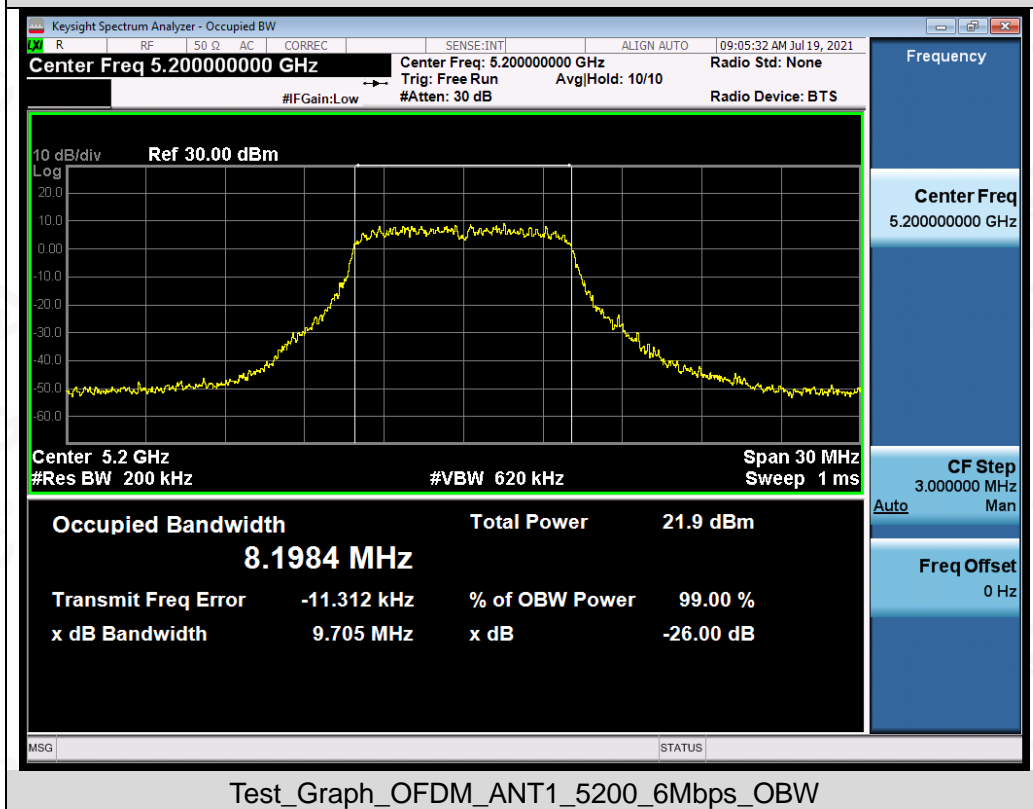 Keysight Spectrum Analyzer - Occupied BW
LXI R RF 50 Ω AC CORREC SENSE:INT ALIGN AUTO 09:05:32 AM Jul 19, 2021
Center Freq 5.200000000 GHz Center Freq: 5.200000000 GHz Radio Std: None
Trig: Free Run Avg|Hold: 10/10
#IFGain:Low #Atten: 30 dB Radio Device: BTS
Frequency
10 dB/div Ref 30.00 dBm
Log
20.0
10.0
0.00
-10.0
-20.0
-30.0
-40.0
-50.0
-60.0
Center 5.2 GHz Span 30 MHz
#Res BW 200 kHz #VBW 620 kHz Sweep 1 ms
Center Freq
5.200000000 GHz
CF Step
3.000000 MHz
Auto Man
Freq Offset
0 Hz
Occupied Bandwidth Total Power 21.9 dBm
8.1984 MHz
Transmit Freq Error -11.312 kHz % of OBW Power 99.00 %
x dB Bandwidth 9.705 MHz x dB -26.00 dB
MSG STATUS
Test_Graph_OFDM_ANT1_5200_6Mbps_OBW